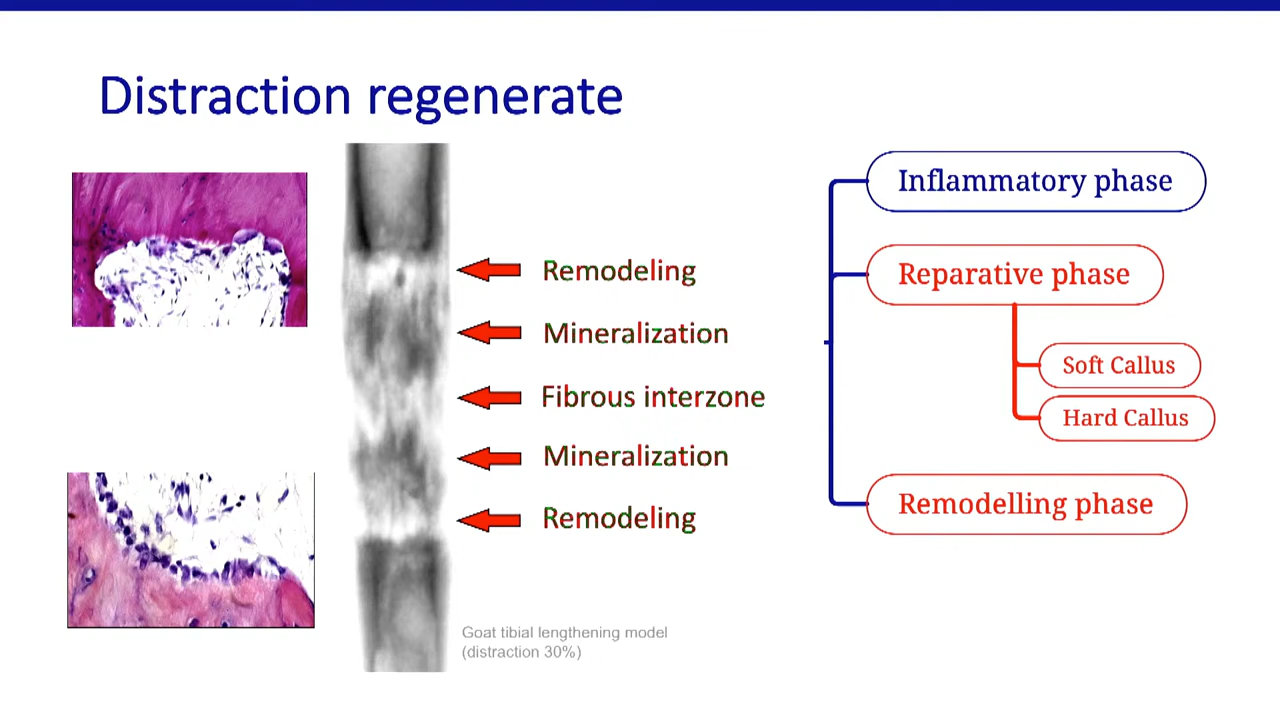 Distraction regenerate
Remodeling
Mineralization
Fibrous interzone
Mineralization
Remodeling
Goat tibial lengthening model
(distraction 30%)
Inflammatory phase
Reparative phase
Soft Callus
Hard Callus
Remodelling phase